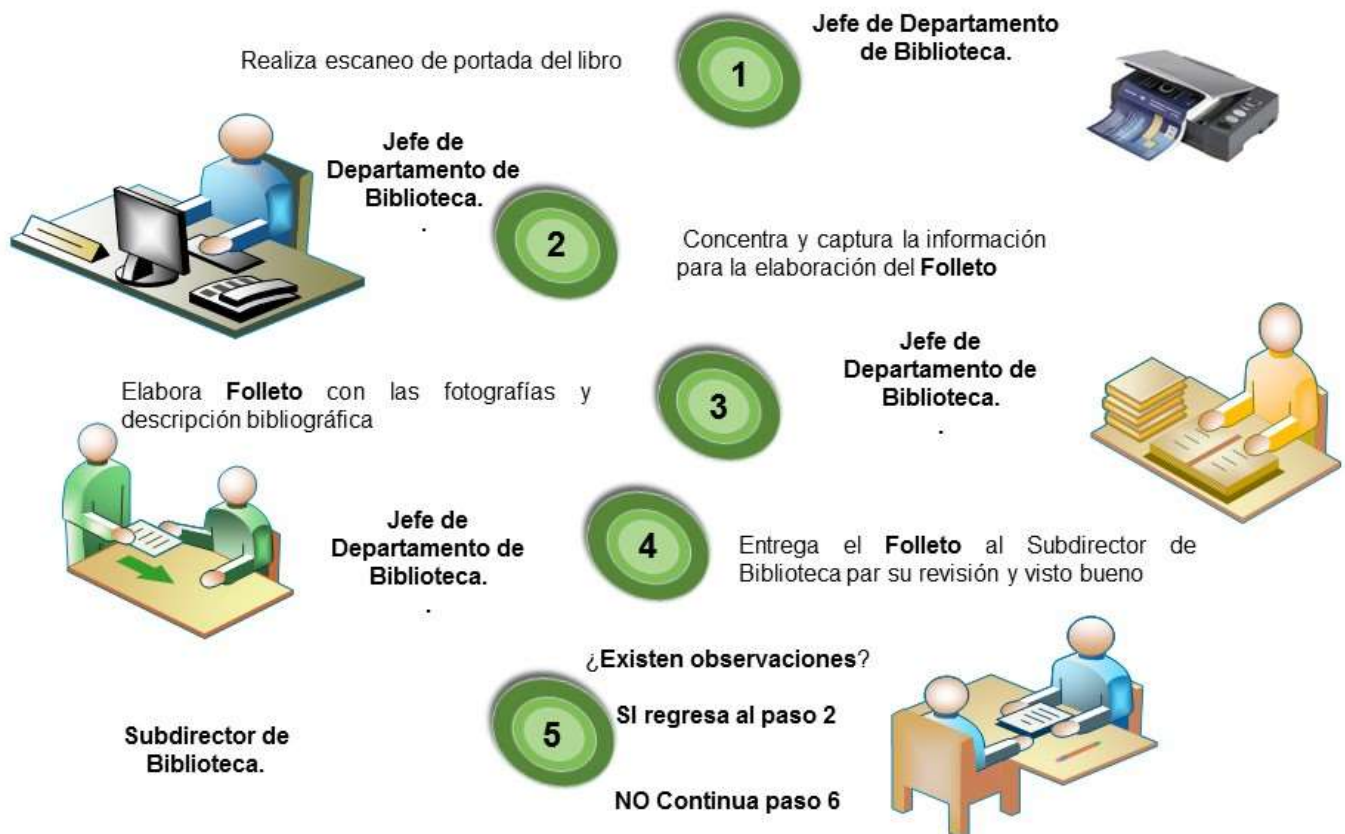 Jefe de Departamento
de Biblioteca.
1
Realiza escaneo de portada del libro
Jefe de
Departamento de
Biblioteca.
.
2
Concentra y captura la información
para la elaboración del Folleto
Jefe de
Departamento de
Biblioteca.
.
3
Elabora Folleto con las fotografías y
descripción bibliográfica
Jefe de
Departamento de
Biblioteca.
.
4
Entrega el Folleto al Subdirector de
Biblioteca par su revisión y visto bueno
Subdirector de
Biblioteca.
5
¿Existen observaciones?
SI regresa al paso 2
NO Continua paso 6